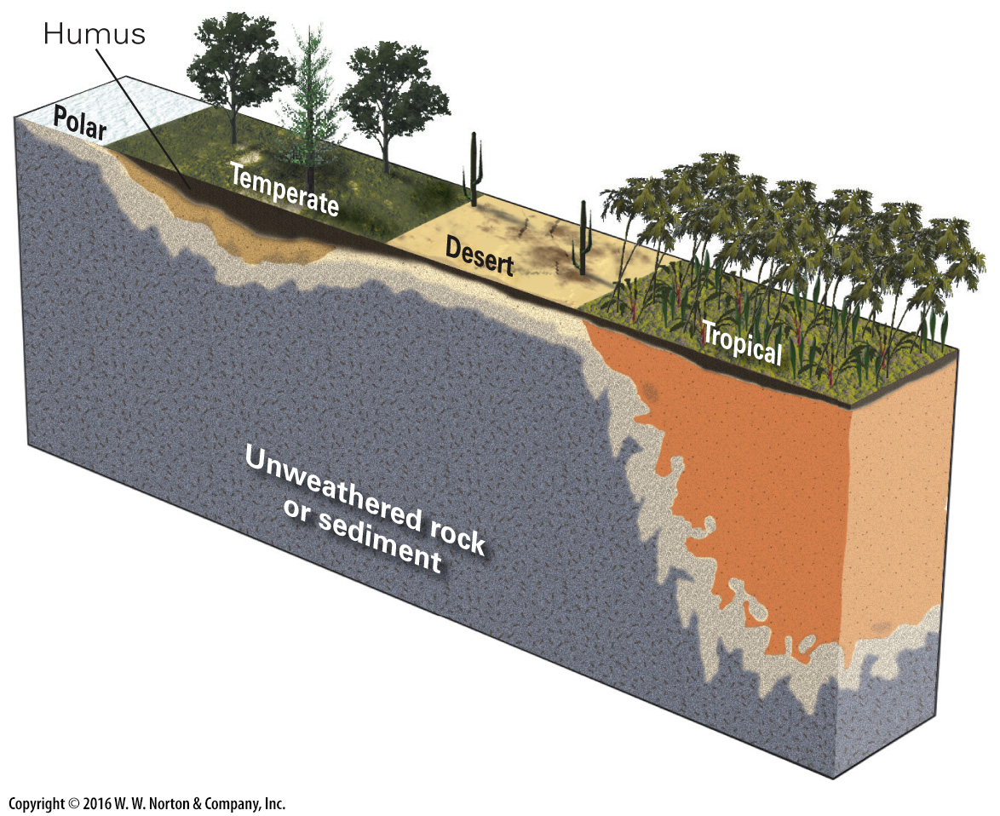 Humus
Polar
Temperate
Desert
Tropical
Unweathered rock
or sediment
Copyright © 2016 W. W. Norton & Company, Inc.